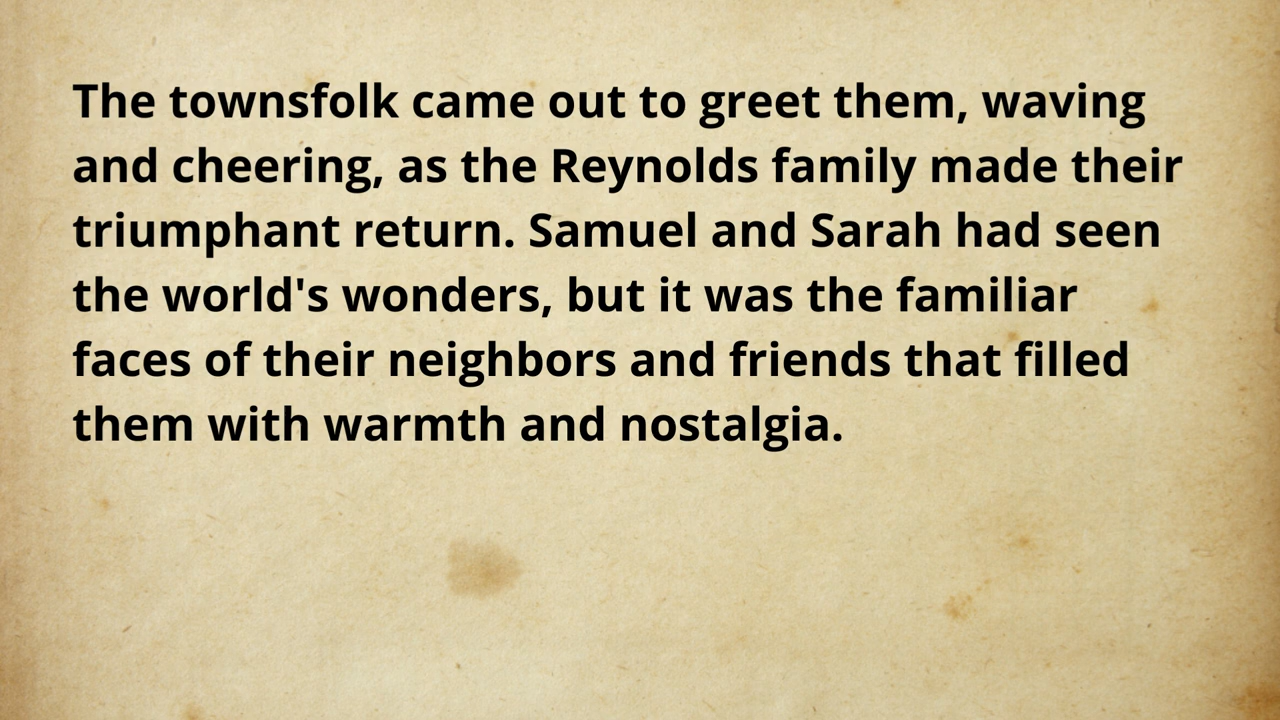 The townsfolk came out to greet them, waving
and cheering, as the Reynolds family made their
triumphant return. Samuel and Sarah had seen
the world's wonders, but it was the familiar
faces of their neighbors and friends that filled
them with warmth and nostalgia.